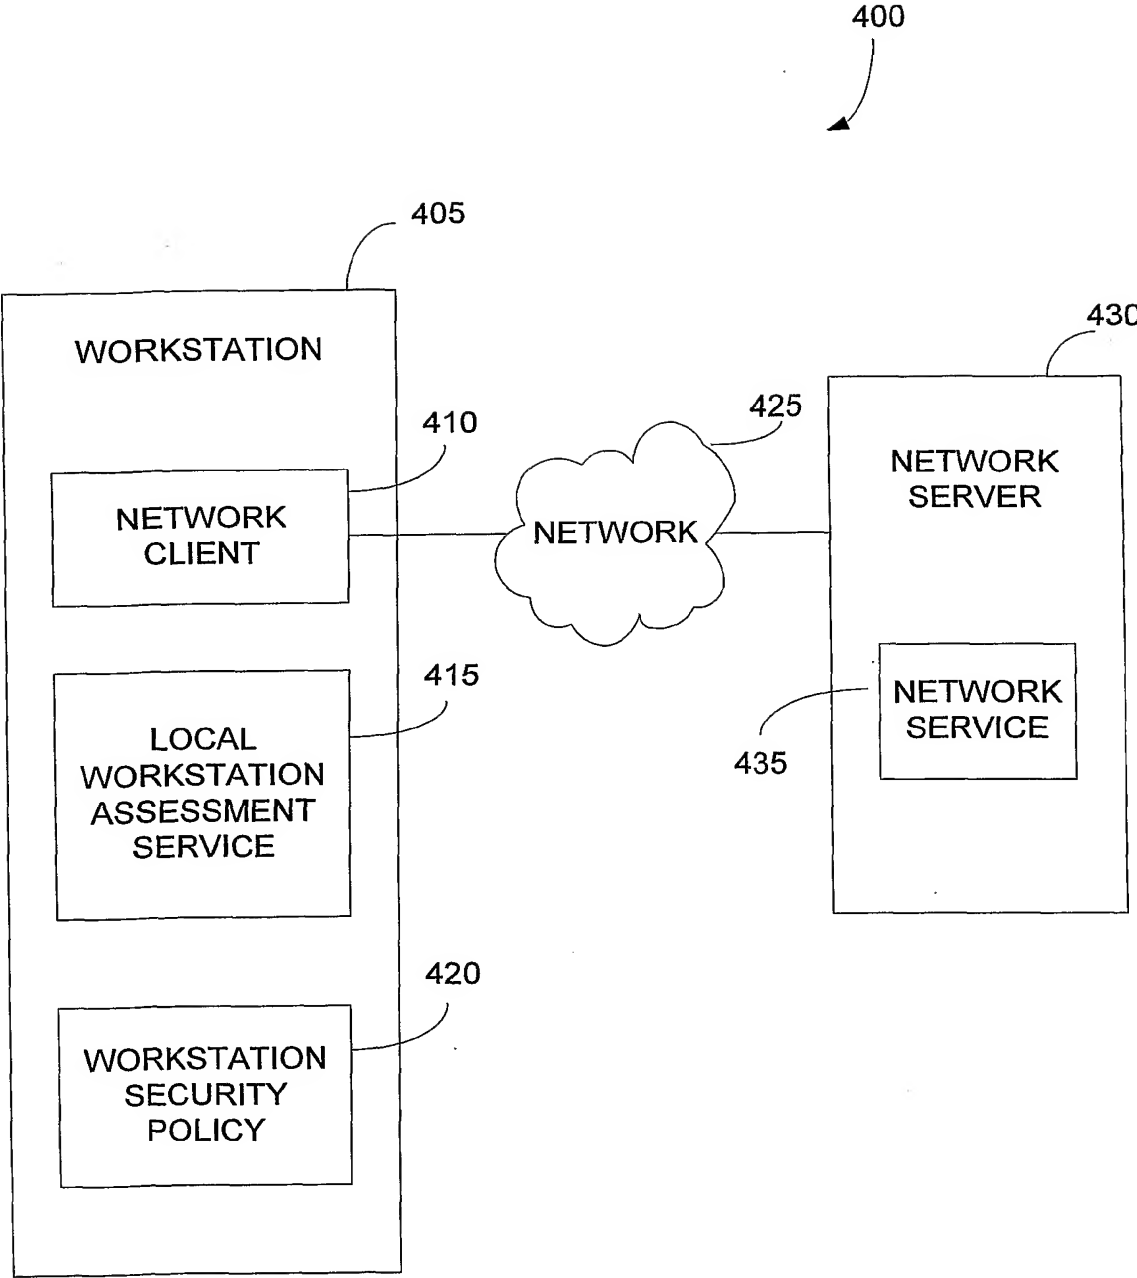 400
405
WORKSTATION
430
410
425
NETWORK
SERVER
NETWORK
CLIENT
NETWORK
415
NETWORK
SERVICE
435
LOCAL
WORKSTATION
ASSESSMENT
SERVICE
420
WORKSTATION
SECURITY
POLICY